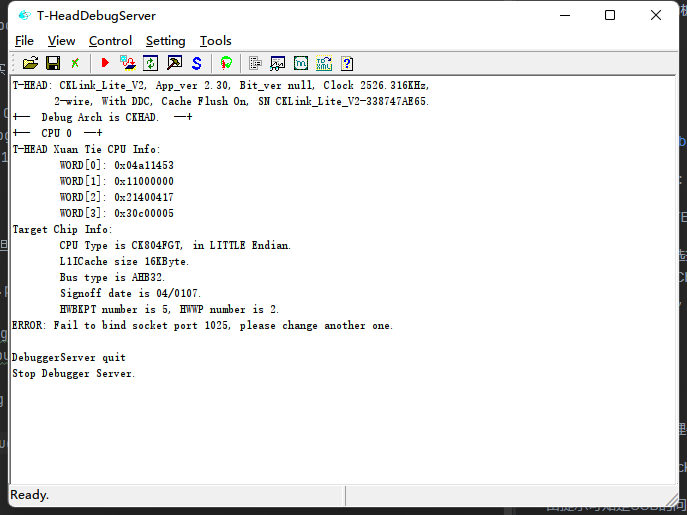 T-HeadDebugServer
File View Control Setting Tools
T-HEAD: CKLink_Lite_V2, App_ver 2.30, Bit_ver null, Clock 2526.316KHz,
2-wire, With DDC, Cache Flush On, SN CKLink_Lite_V2-338747AE65.
+-- Debug Arch is CKHAD. --+
+-- CPU 0 --+
T-HEAD Xuan Tie CPU Info:
WORD[0]: 0x04a11453
WORD[1]: 0x11000000
WORD[2]: 0x21400417
WORD[3]: 0x30c00005
Target Chip Info:
CPU Type is CK804FGT, in LITTLE Endian.
L1ICache size 16KByte.
Bus type is AHB32.
Signoff date is 04/0107.
HWBKPT number is 5, HWWP number is 2.
ERROR: Fail to bind socket port 1025, please change another one.
DebuggerServer quit
Stop Debugger Server.
Ready.